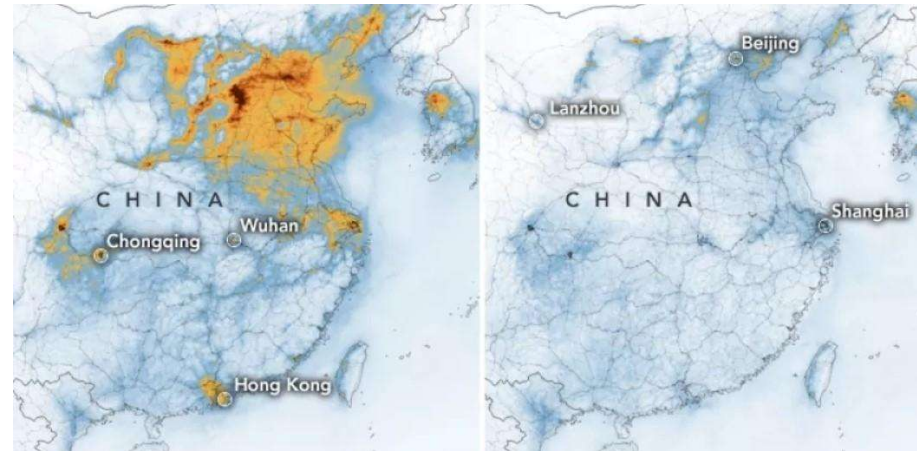 CHINA
Wuhan
Chongqing
Hong Kong
Beijing
Lanzhou
CHINA
Shanghai